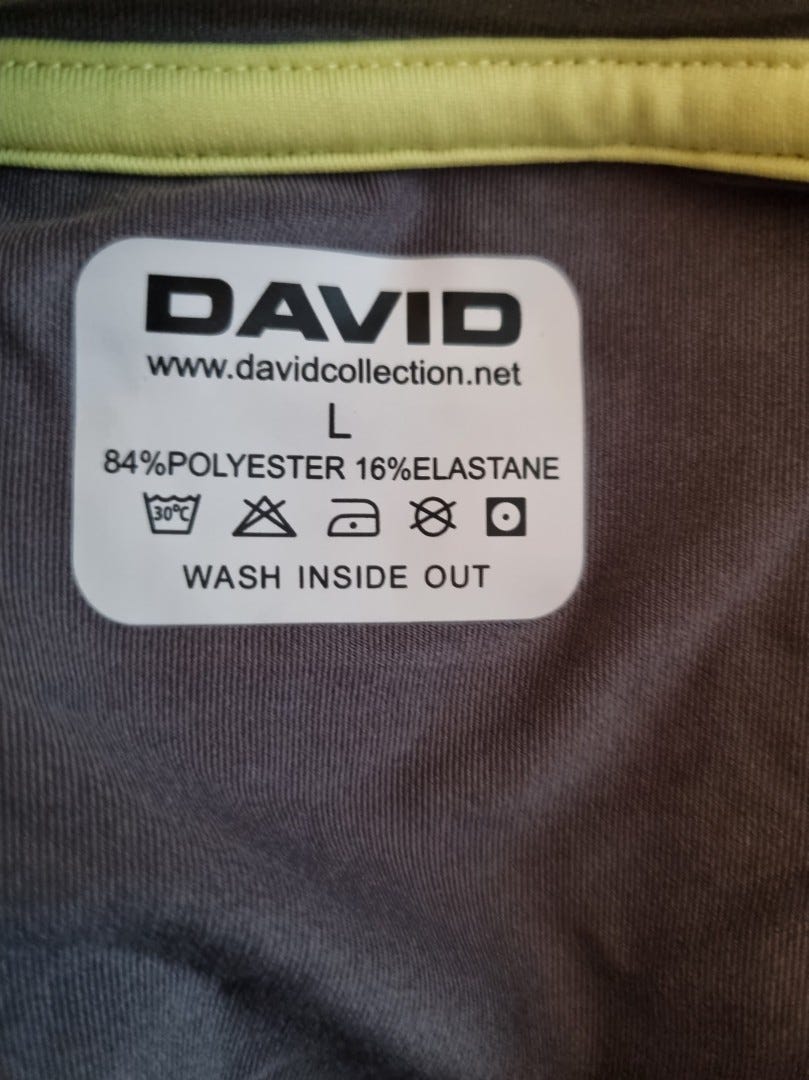 DAVID
www.davidcollection.net
L
84%POLYESTER 16%ELASTANE
30°C
WASH INSIDE OUT